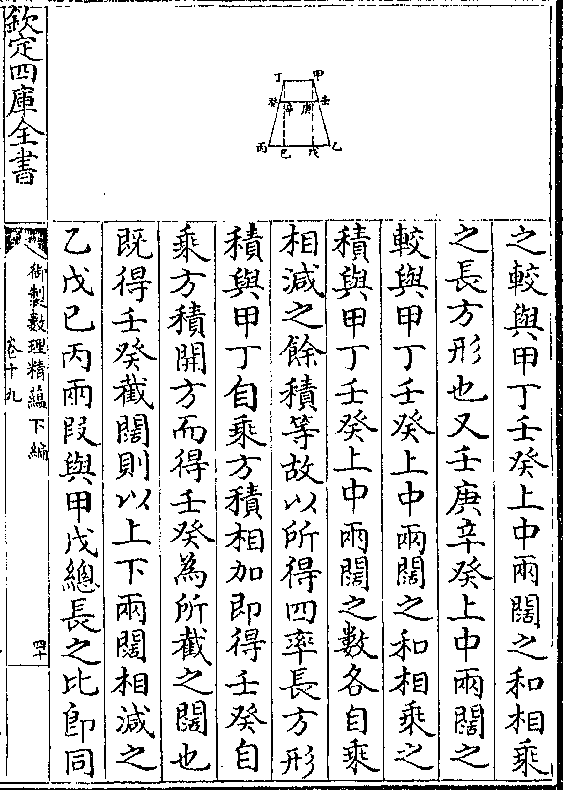 之較與甲丁壬癸上中兩闊之和相乘
之長方形也又壬庚辛癸上中兩闊之
較與甲丁壬癸上中兩闊之和相乘之
積與甲丁壬癸上中兩闊之數各自乘
相減之餘積等故以所得四率長方形
積與甲丁自乘方積相加即得壬癸自
乘方積開方而得壬癸為所截之闊也
既得壬癸截闊則以上下兩闊相減之
乙戊己丙兩段與甲戊總長之比即同
丁 甲
癸 辛 庚 壬
丙 巳 戊 乙
欽定四庫全書
御製數理精蘊下編
卷十九
四十